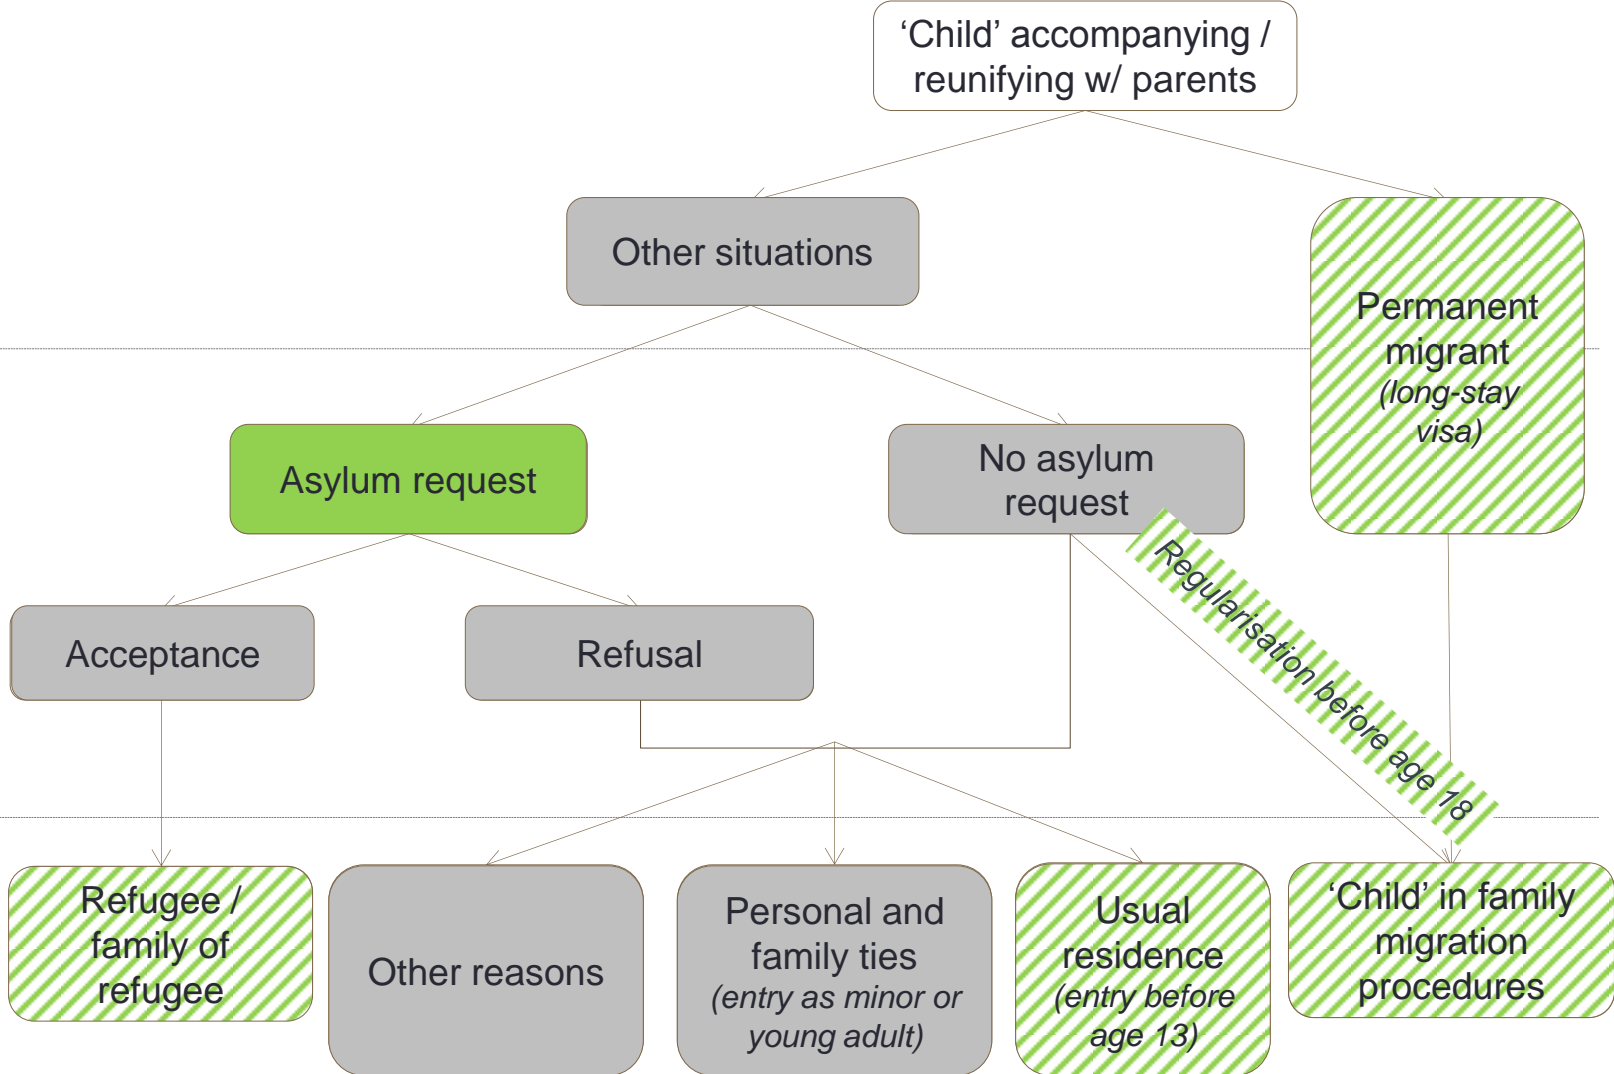 ‘Child’ accompanying /
reunifying w/ parents
Other situations
Permanent
migrant
(long-stay
visa)
Asylum request
No asylum
request
Regularisation before age 18
Acceptance
Refusal
Refugee /
family of
refugee
Other reasons
Personal and
family ties
(entry as minor or
young adult)
Usual
residence
(entry before
age 13)
‘Child’ in family
migration
procedures